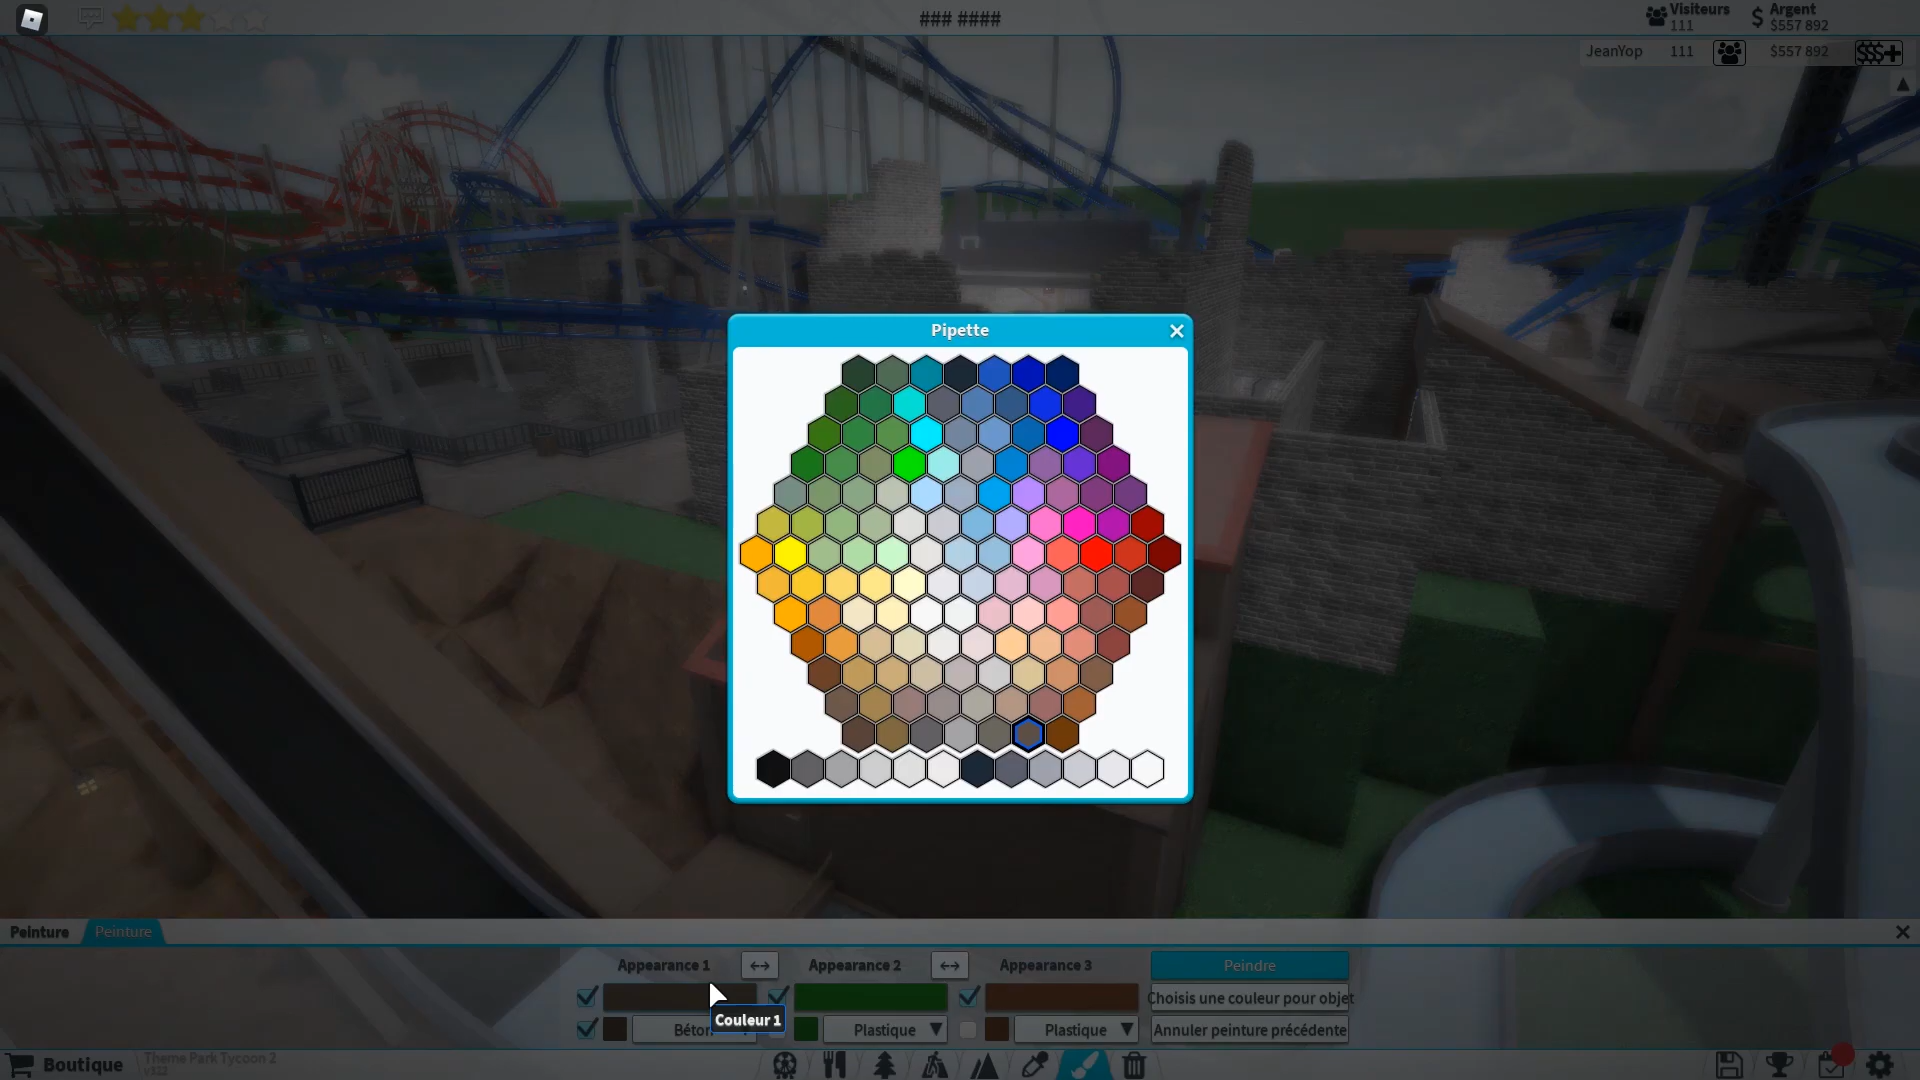 ### ####
Visiteurs
111
$ Argent
$557 892
JeanYop 111 $557 892 $$$+
Pipette
Peinture Peinture
Appearance 1 Appearance 2 Appearance 3 Peindre
Choisis une couleur pour objet
Couleur 1
Béton Plastique Plastique Annuler peinture précédente
Boutique
Theme Park Tycoon 2